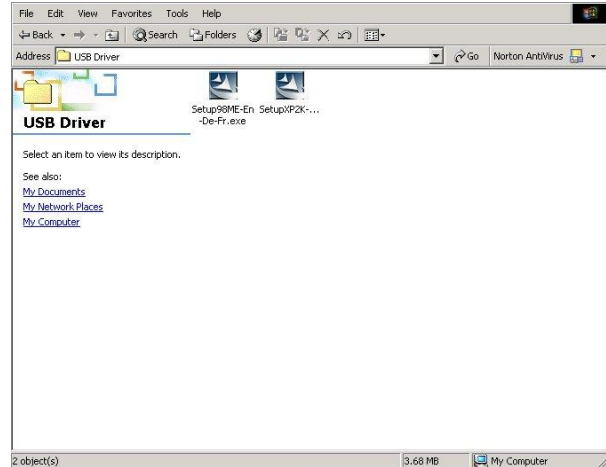 File Edit View Favorites Tools Help
Back Search Folders
Address USB Driver Go Norton AntiVirus
USB Driver
Select an item to view its description.
See also:
My Documents
My Network Places
My Computer
Setup98ME-En
-De-Fr.exe
SetupXP2K-...
2 object(s) 3.68 MB My Computer